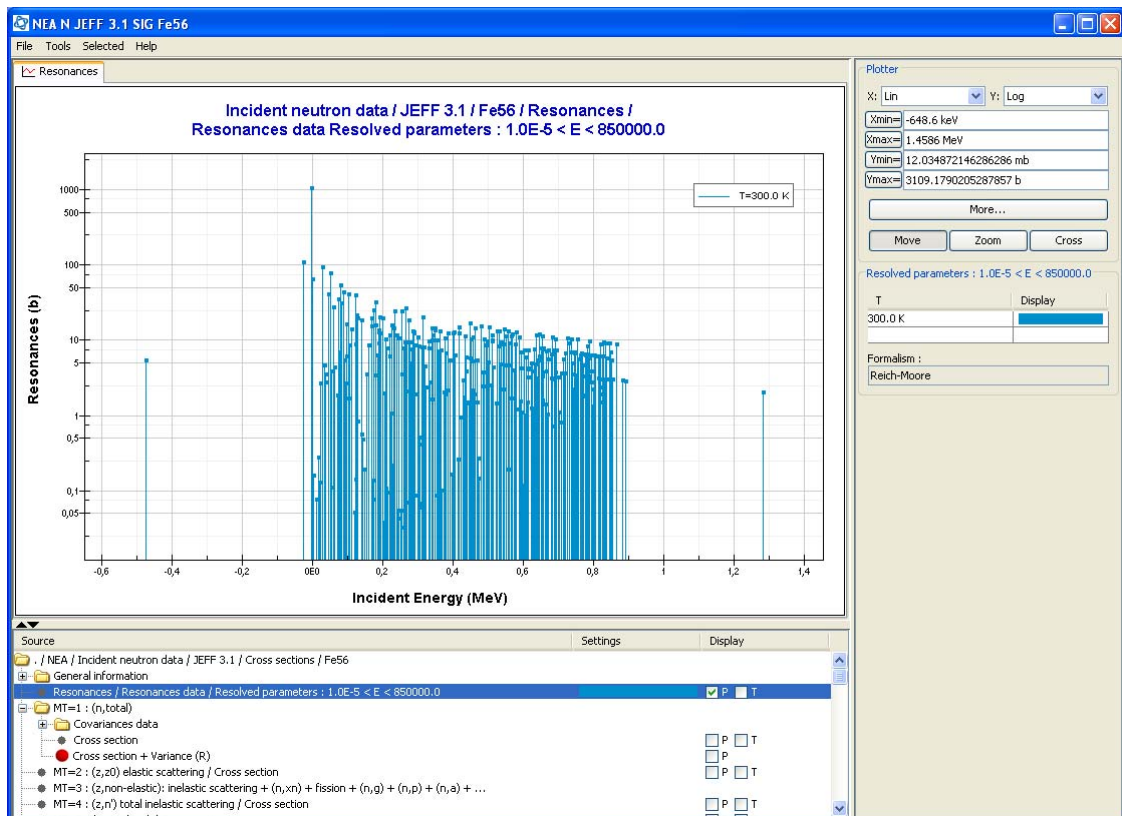 NEA N JEFF 3.1 SIG Fe56
File Tools Selected Help
Resonances
Incident neutron data / JEFF 3.1 / Fe56 / Resonances /
Resonances data Resolved parameters : 1.0E-5 < E < 850000.0
T=300.0 K
1000
500
100
50
10
5
1
0,5
0,1
0,05
Resonances (b)
-0,6 -0,4 -0,2 0E0 0,2 0,4 0,6 0,8 1 1,2 1,4
Incident Energy (MeV)
Plotter
X: Lin Y: Log
Xmin= -648.6 keV
Xmax= 1.4586 MeV
Ymin= 12.034872146286286 mb
Ymax= 3109.1790205287857 b
More...
Move Zoom Cross
Resolved parameters : 1.0E-5 < E < 850000.0
T Display
300.0 K
Formalism :
Reich-Moore
Source Settings Display
. / NEA / Incident neutron data / JEFF 3.1 / Cross sections / Fe56
General information
Resonances / Resonances data / Resolved parameters : 1.0E-5 < E < 850000.0 P T
MT=1 : (n,total)
Covariances data
Cross section P T
Cross section + Variance (R) P
MT=2 : (z,z0) elastic scattering / Cross section P T
MT=3 : (z,non-elastic): inelastic scattering + (n,xn) + fission + (n,g) + (n,p) + (n,a) + ...
MT=4 : (z,n') total inelastic scattering / Cross section P T